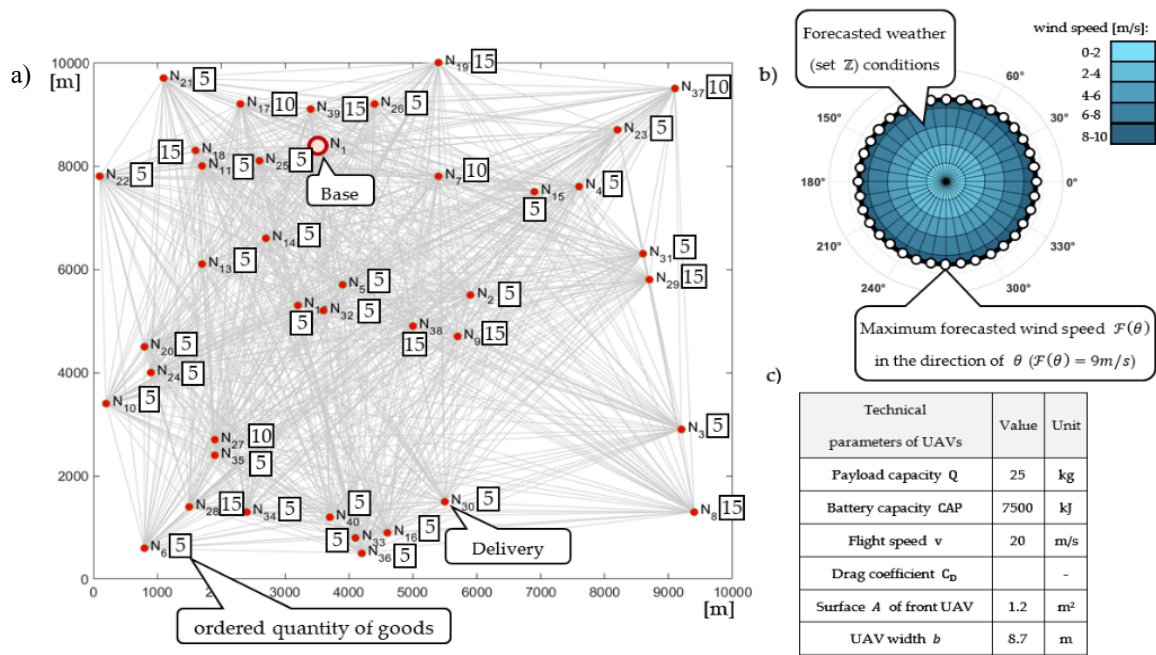 a)
[m]
10000
8000
6000
4000
2000
0
0 1000 2000 3000 4000 5000 6000 7000 8000 9000 10000
[m]
N21 5
N17 10
N39 15
N26 5
N19 15
N37 10
N23 5
15 N18
N11 5
N25 5
N1
Base
N22 5
N7 10
N15 5
N4 5
N14 5
N13 5
N31 5
N29 15
N5 5
N1 5
N32 5
N2 5
N38 15
N9 15
N20 5
N24 5
N10 5
N3 5
N27 10
N35 5
N28 15
N34 5
N40 5
N30 5
N8 15
N33 5
N16 5
N36 5
N6 5
Delivery
ordered quantity of goods
b)
Forecasted weather
(set ℤ) conditions
wind speed [m/s]:
0-2
2-4
4-6
6-8
8-10
60°
30°
0°
330°
300°
240°
210°
180°
150°
Maximum forecasted wind speed ℱ(θ)
in the direction of θ (ℱ(θ) = 9m/s)
c)
Technical parameters of UAVs Value Unit
Payload capacity Q 25 kg
Battery capacity CAP 7500 kJ
Flight speed v 20 m/s
Drag coefficient C_D -
Surface A of front UAV 1.2 m²
UAV width b 8.7 m